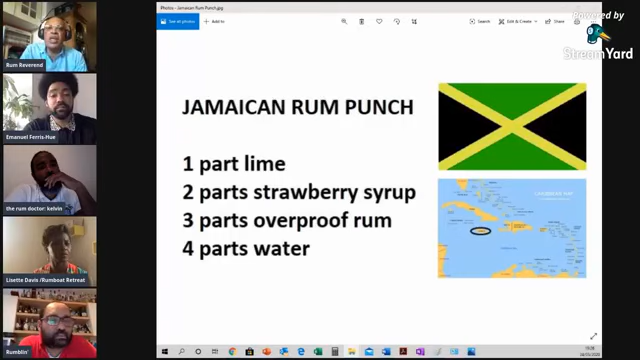 Photos - Jamaican Rum Punch.jpg
See all photos
Add to
Search
Edit & Create
Share
Powered by
StreamYard
Rum Reverend
Emanuel Ferris-Hue
the rum doctor: kelvin
Lisette Davis /Rumboat Retreat
Rumblin'
JAMAICAN RUM PUNCH
1 part lime
2 parts strawberry syrup
3 parts overproof rum
4 parts water
CARIBBEAN MAP